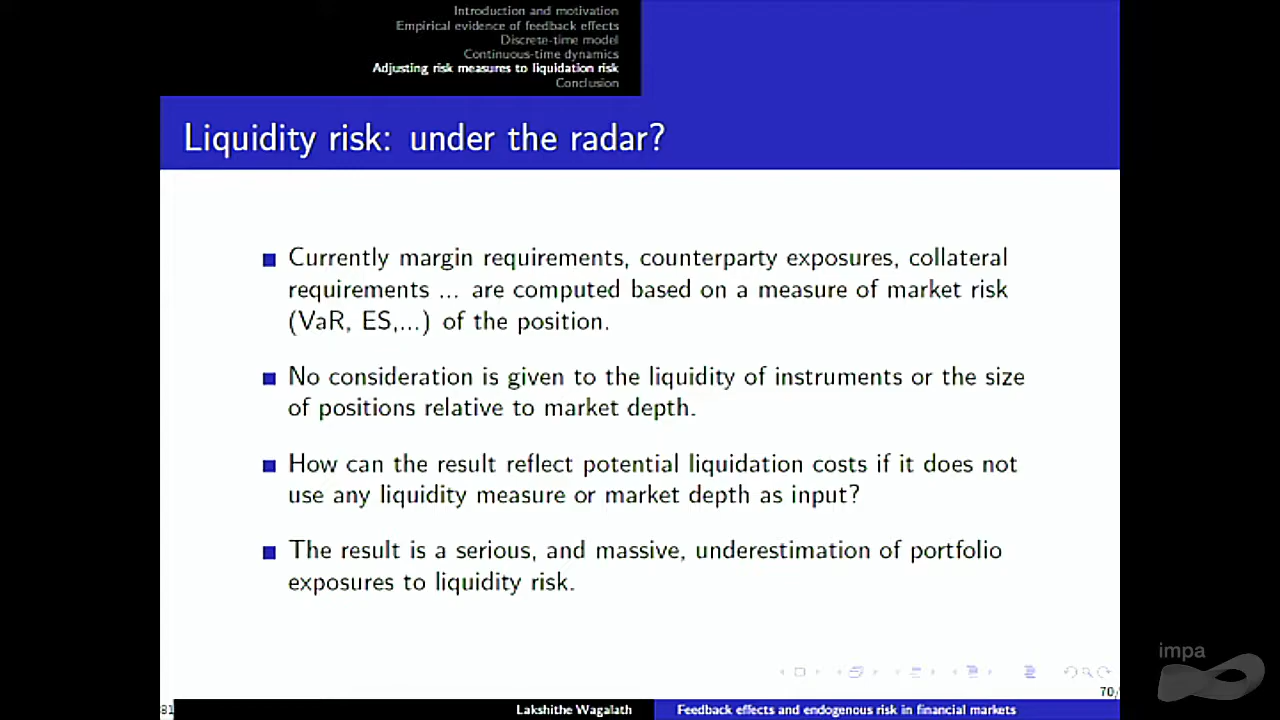 Introduction and motivation
Empirical evidence of feedback effects
Discrete-time model
Continuous-time dynamics
Adjusting risk measures to liquidation risk
Conclusion
Liquidity risk: under the radar?
Currently margin requirements, counterparty exposures, collateral
requirements ... are computed based on a measure of market risk
(VaR, ES,...) of the position.
No consideration is given to the liquidity of instruments or the size
of positions relative to market depth.
How can the result reflect potential liquidation costs if it does not
use any liquidity measure or market depth as input?
The result is a serious, and massive, underestimation of portfolio
exposures to liquidity risk.
impa
70/
81
Lakshithe Wagalath
Feedback effects and endogenous risk in financial markets